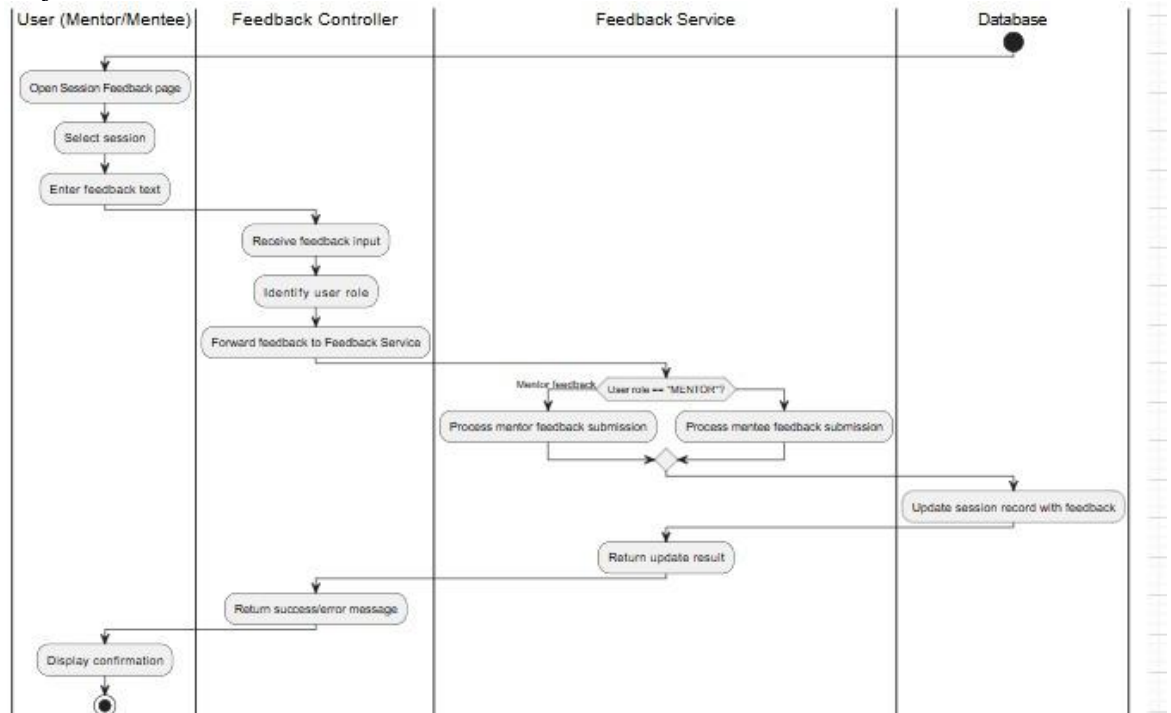 User (Mentor/Mentee)
Feedback Controller
Feedback Service
Database
Open Session Feedback page
Select session
Enter feedback text
Receive feedback input
Identify user role
Forward feedback to Feedback Service
Mentor feedback
User role == "MENTOR"?
Process mentor feedback submission
Process mentee feedback submission
Update session record with feedback
Return update result
Return success/error message
Display confirmation